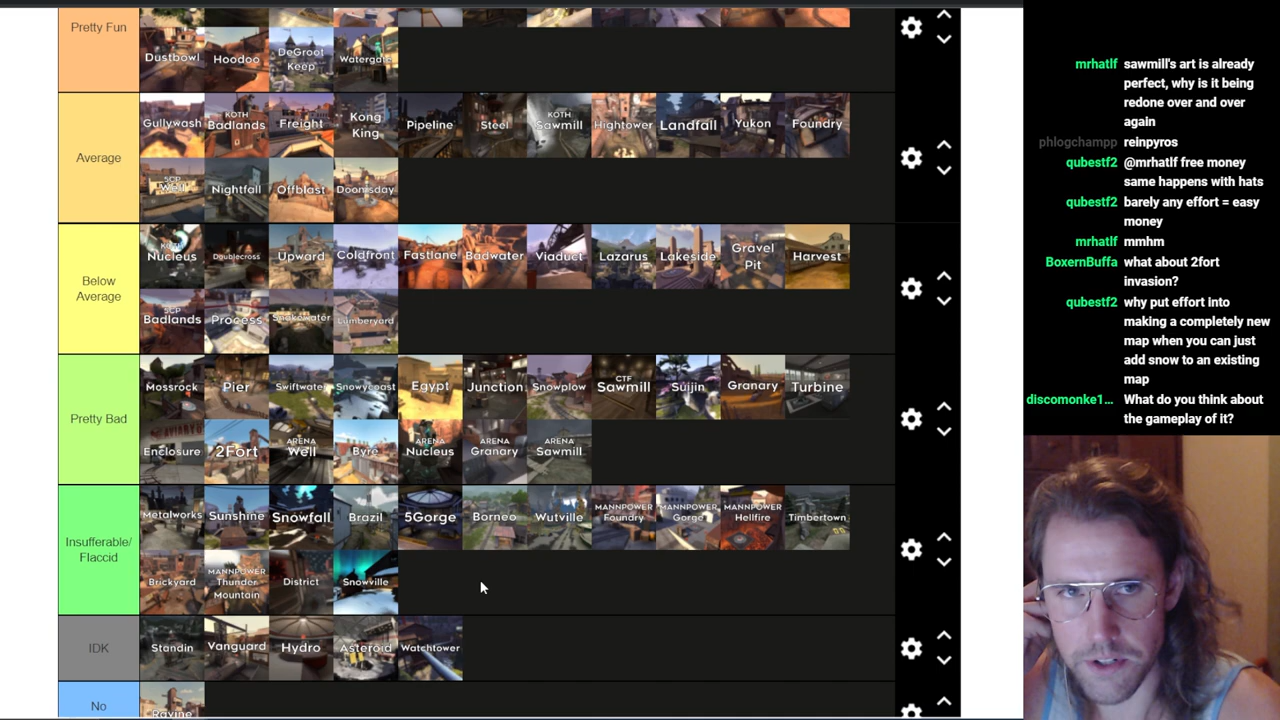 Pretty Fun
Dustbowl
Hoodoo
DeGroot
Keep
Watergate
Average
Gullywash
KOTH
Badlands
Freight
Kong
King
Pipeline
Steel
KOTH
Sawmill
Hightower
Landfall
Yukon
Foundry
5CP
Well
Nightfall
Offblast
Doomsday
Below
Average
KOTH
Nucleus
Doublecross
Upward
Coldfront
Fastlane
Badwater
Viaduct
Lazarus
Lakeside
Gravel
Pit
Harvest
5CP
Badlands
Process
Snakewater
Lumberyard
Pretty Bad
Mossrock
Pier
Swiftwater
Snowycoast
Egypt
Junction
Snowplow
CTF
Sawmill
Suijin
Granary
Turbine
Enclosure
2Fort
ARENA
Well
Byre
ARENA
Nucleus
ARENA
Granary
ARENA
Sawmill
Insufferable/
Flaccid
Metalworks
Sunshine
Snowfall
Brazil
5Gorge
Borneo
Wutville
MANNPOWER
Foundry
MANNPOWER
Gorge
MANNPOWER
Hellfire
Timbertown
Brickyard
MANNPOWER
Thunder
Mountain
District
Snowville
IDK
Standin
Vanguard
Hydro
Asteroid
Watchtower
No
Ravine
mrhatlf sawmill's art is already
perfect, why is it being
redone over and over
again
phlogchampp reinpyros
qubestf2 @mrhatlf free money
same happens with hats
qubestf2 barely any effort = easy
money
mrhatlf mmhm
BoxernBuffa what about 2fort
invasion?
qubestf2 why put effort into
making a completely new
map when you can just
add snow to an existing
map
discomonke1... What do you think about
the gameplay of it?